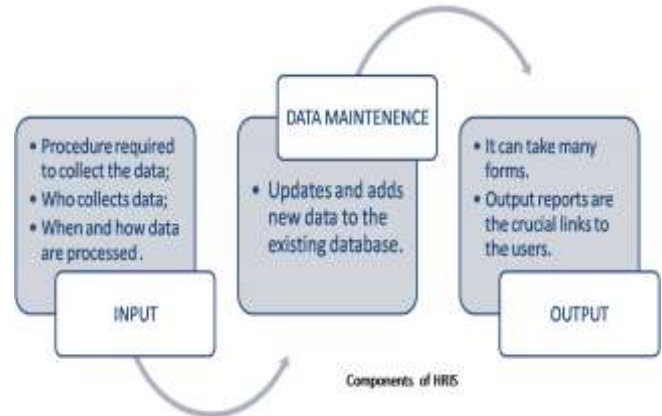 • Procedure required
to collect the data;
• Who collects data;
• When and how data
are processed.
INPUT
DATA MAINTENENCE
• Updates and adds
new data to the
existing database.
• It can take many
forms.
• Output reports are
the crucial links to
the users.
OUTPUT
Components of HRIS